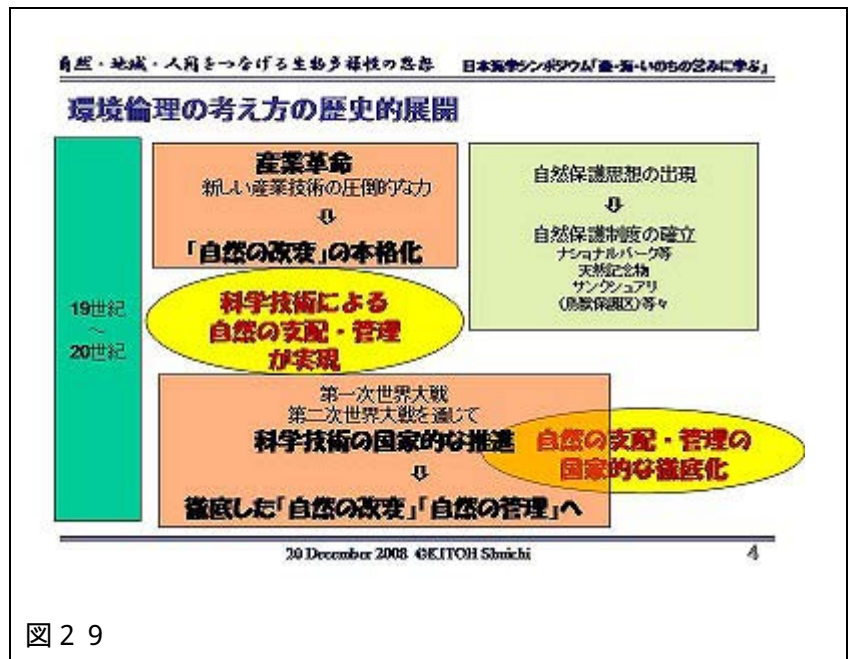 自然・地域・人間をつなげる生物多様性の思想
日本海学シンポジウム「森・海・いのちの営みに学ぶ」
環境倫理の考え方の歴史的展開
19世紀
～
20世紀
産業革命
新しい産業技術の圧倒的な力
⇩
「自然の改変」の本格化
科学技術による
自然の支配・管理
が実現
自然保護思想の出現
⇩
自然保護制度の確立
ナショナルパーク等
天然記念物
サンクシュアリ
(鳥獣保護区)等々
第一次世界大戦
第二次世界大戦を通じて
科学技術の国家的な推進
⇩
徹底した「自然の改変」「自然の管理」へ
自然の支配・管理の
国家的な徹底化
20 December 2008 ©KITOH Shuichi
4
図29